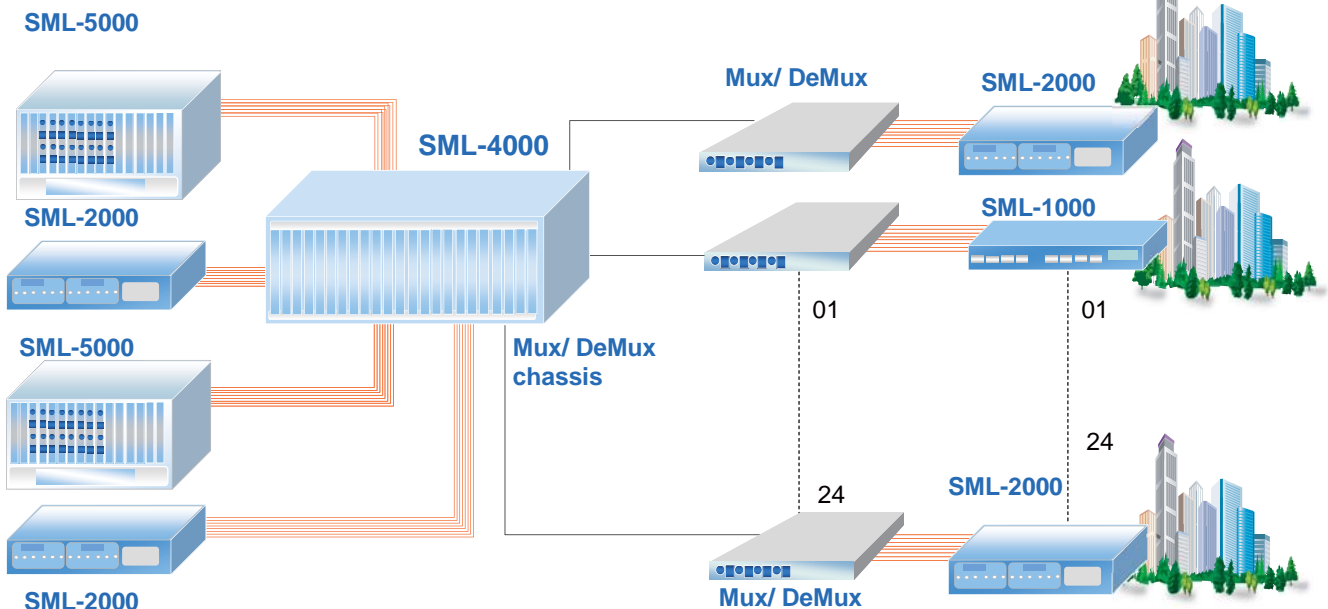 SML-5000
Mux/ DeMux
SML-2000
SML-4000
SML-2000
SML-1000
01
01
SML-5000
Mux/ DeMux
chassis
24
24
SML-2000
SML-2000
Mux/ DeMux